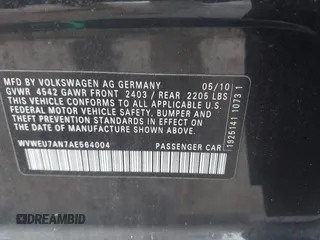 MFD BY VOLKSWAGEN AG GERMANY 05/10
GVWR 4542 GAWR FRONT 2403 / REAR 2205 LBS
THIS VEHICLE CONFORMS TO ALL APPLICABLE
FEDERAL MOTOR VEHICLE SAFETY, BUMPER AND
THEFT PREVENTION STANDARDS IN EFFECT ON THE
DATE OF MANUFACTURE SHOWN ABOVE
WVWEU7AN7AE564004 PASSENGER CAR
1925141 1073 1
DREAMBID